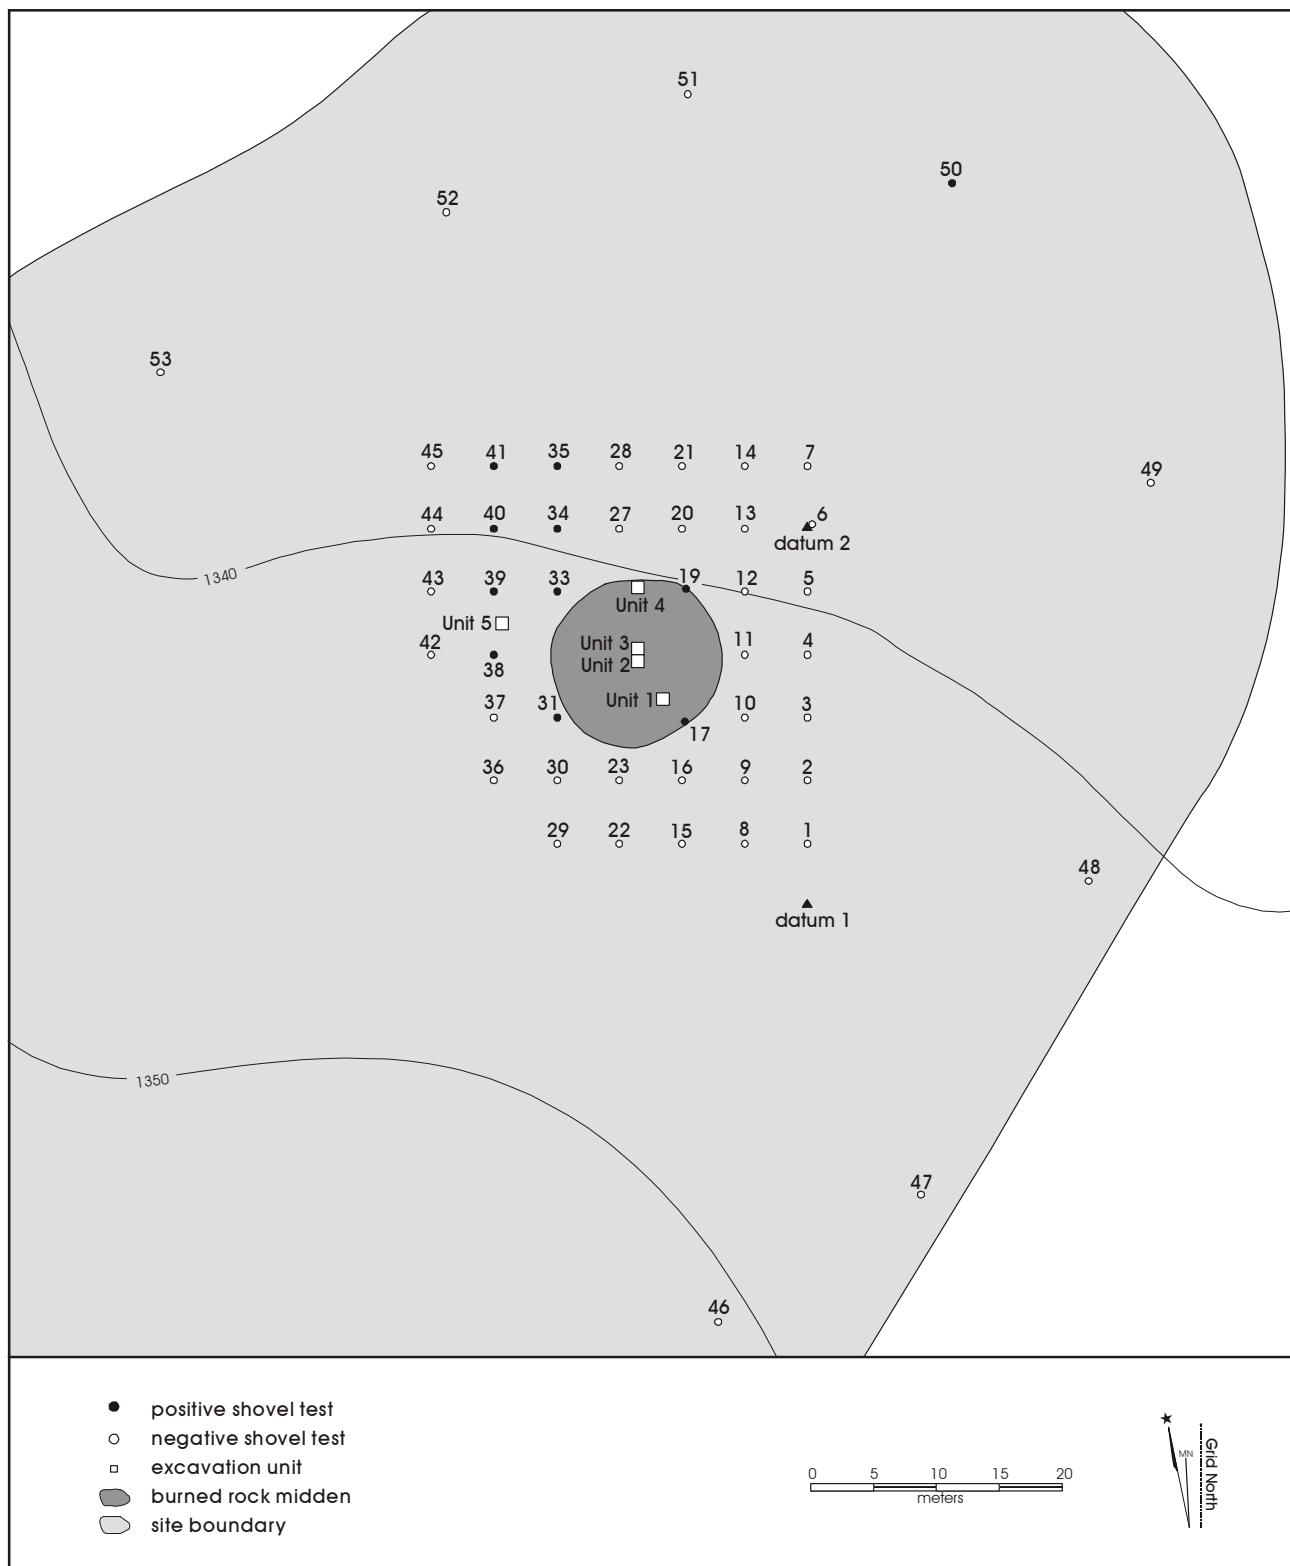 51
50
52
53
45 41 35 28 21 14 7
49
44 40 34 27 20 13 6
datum 2
1340
43 39 33 19 12 5
Unit 4
Unit 5
42 Unit 3 11 4
38 Unit 2
37 31 Unit 1 10 3
17
36 30 23 16 9 2
29 22 15 8 1
48
datum 1
1350
47
46
positive shovel test
negative shovel test
excavation unit
burned rock midden
site boundary
0 5 10 15 20
meters
MN
Grid North